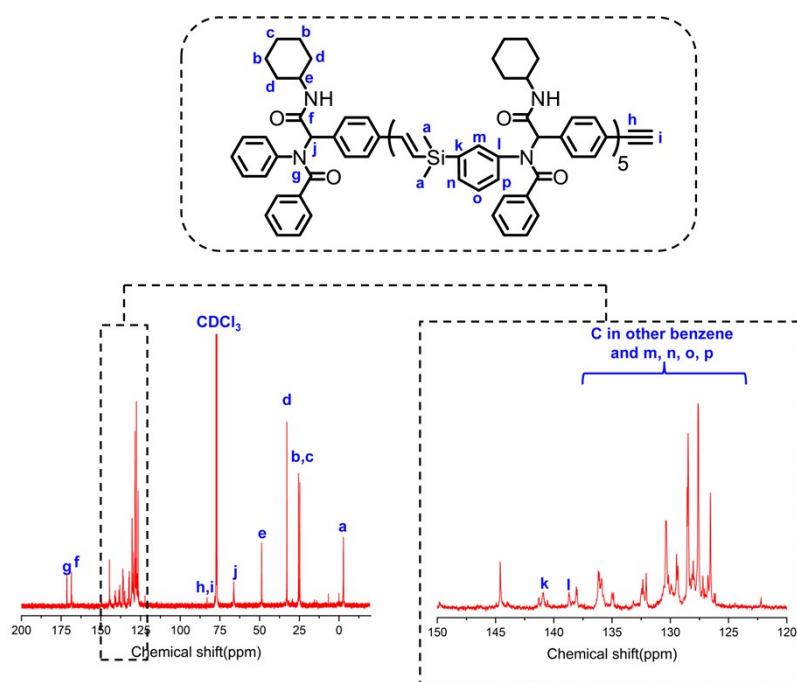 c
b
b
d
d
e
NH
O
f
j
N
g
O
a
Si
a
k
m
l
n
o
p
NH
O
N
O
h
i
5
CDCl3
d
b,c
e
a
g
f
h,i
j
200 175 150 125 100 75 50 25 0
Chemical shift(ppm)
C in other benzene
and m, n, o, p
k
l
150 145 140 135 130 125 120
Chemical shift(ppm)